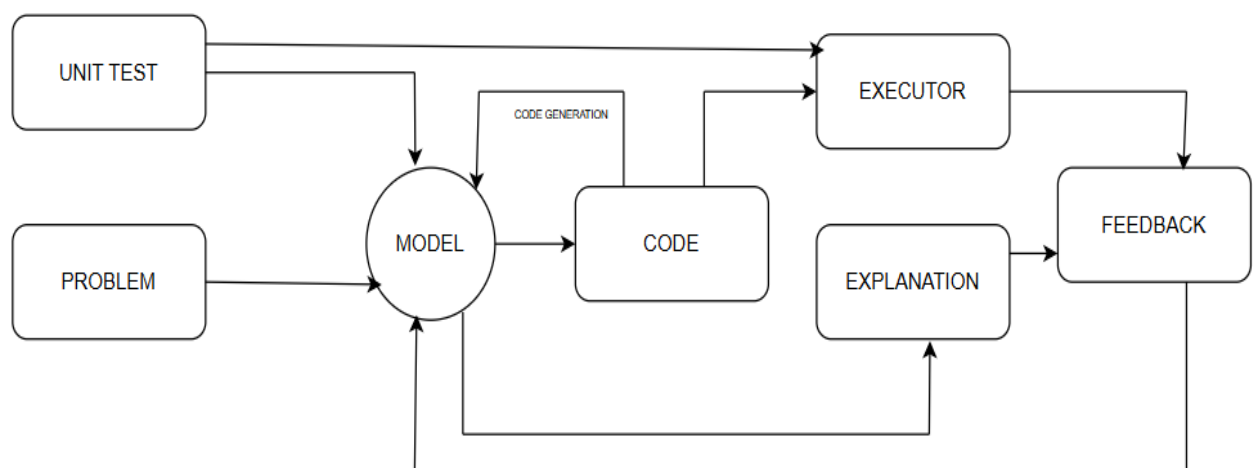 UNIT TEST
EXECUTOR
CODE GENERATION
FEEDBACK
MODEL
CODE
PROBLEM
EXPLANATION